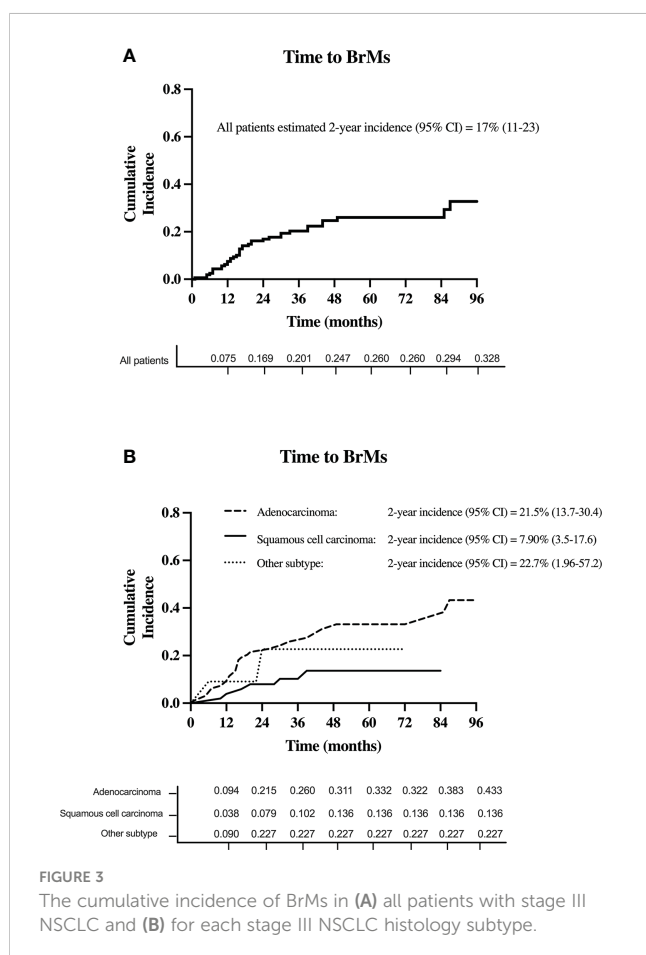 A
Time to BrMs
0.8
0.6
0.4
0.2
0.0
Cumulative
Incidence
All patients estimated 2-year incidence (95% CI) = 17% (11-23)
0 12 24 36 48 60 72 84 96
Time (months)
All patients 0.075 0.169 0.201 0.247 0.260 0.260 0.294 0.328
B
Time to BrMs
0.8
0.6
0.4
0.2
0.0
Cumulative
Incidence
Adenocarcinoma: 2-year incidence (95% CI) = 21.5% (13.7-30.4)
Squamous cell carcinoma: 2-year incidence (95% CI) = 7.90% (3.5-17.6)
Other subtype: 2-year incidence (95% CI) = 22.7% (1.96-57.2)
0 12 24 36 48 60 72 84 96
Time (months)
Adenocarcinoma 0.094 0.215 0.260 0.311 0.332 0.322 0.383 0.433
Squamous cell carcinoma 0.038 0.079 0.102 0.136 0.136 0.136 0.136 0.136
Other subtype 0.090 0.227 0.227 0.227 0.227 0.227 0.227 0.227
FIGURE 3
The cumulative incidence of BrMs in (A) all patients with stage III
NSCLC and (B) for each stage III NSCLC histology subtype.